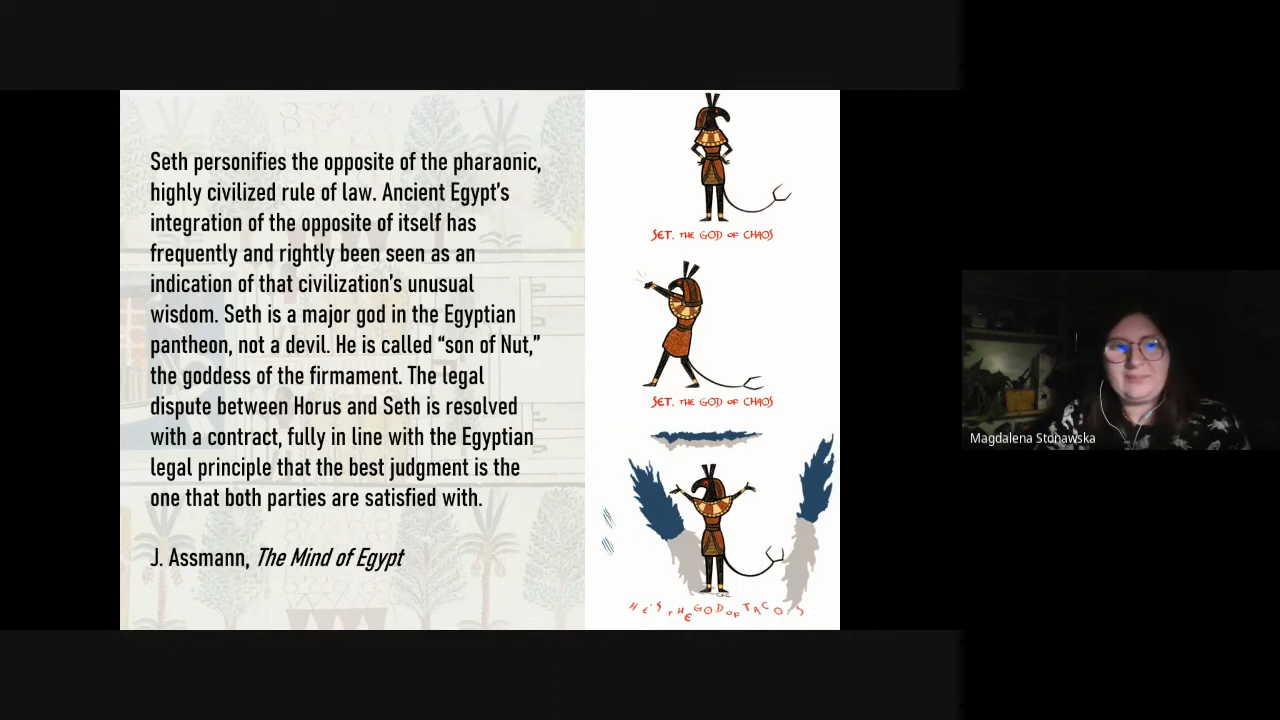 Seth personifies the opposite of the pharaonic,
highly civilized rule of law. Ancient Egypt's
integration of the opposite of itself has
frequently and rightly been seen as an
indication of that civilization's unusual
wisdom. Seth is a major god in the Egyptian
pantheon, not a devil. He is called “son of Nut,”
the goddess of the firmament. The legal
dispute between Horus and Seth is resolved
with a contract, fully in line with the Egyptian
legal principle that the best judgment is the
one that both parties are satisfied with.
J. Assmann, The Mind of Egypt
SET, THE GOD OF CHAOS
SET, THE GOD OF CHAOS
HE'S THE GOD OF TACOS
Magdalena Stonawska